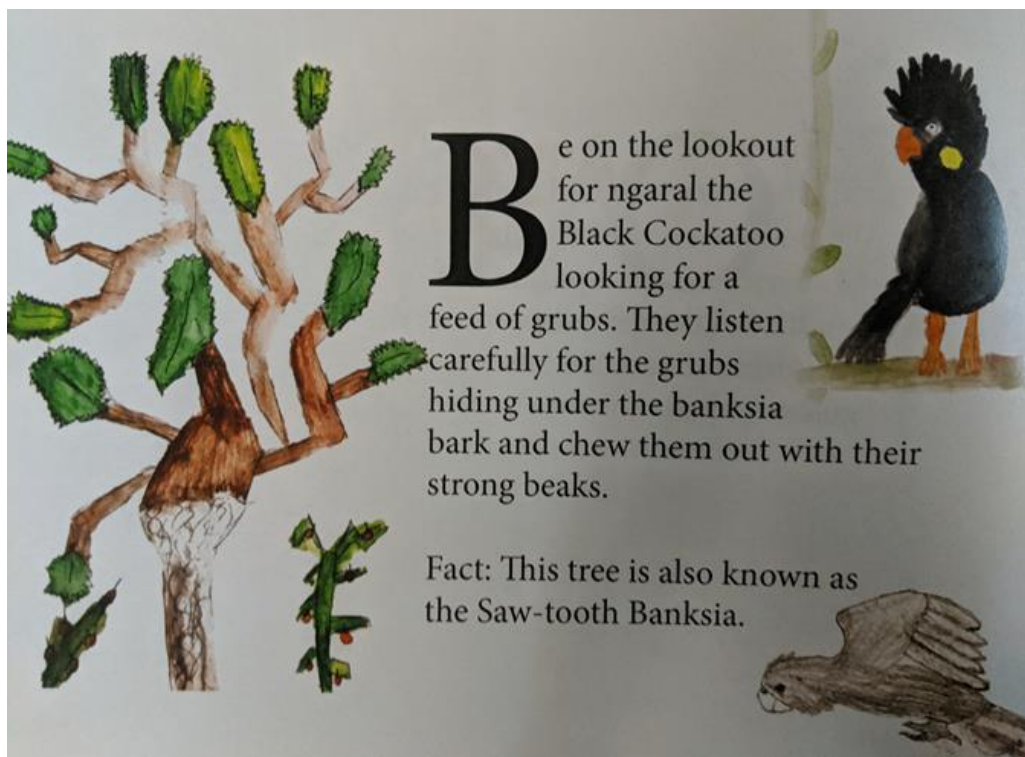 Be on the lookout
for ngaral the
Black Cockatoo
looking for a
feed of grubs. They listen
carefully for the grubs
hiding under the banksia
bark and chew them out with their
strong beaks.
Fact: This tree is also known as
the Saw-tooth Banksia.